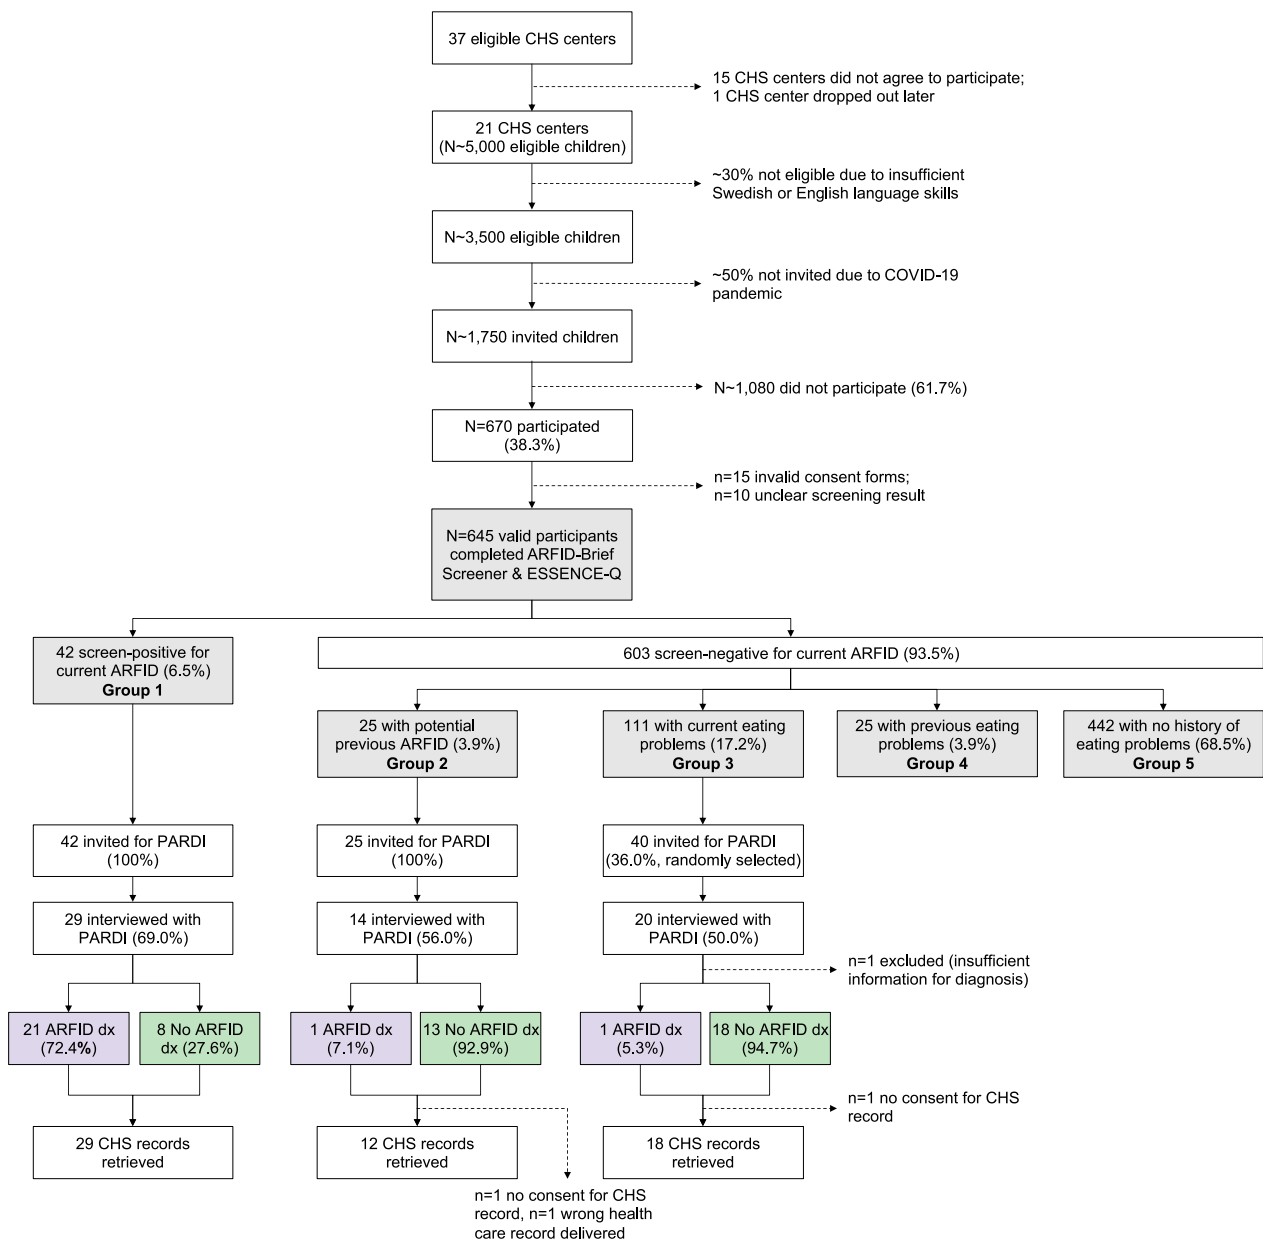 37 eligible CHS centers
15 CHS centers did not agree to participate;
1 CHS center dropped out later
21 CHS centers
(N~5,000 eligible children)
~30% not eligible due to insufficient
Swedish or English language skills
N~3,500 eligible children
~50% not invited due to COVID-19
pandemic
N~1,750 invited children
N~1,080 did not participate (61.7%)
N=670 participated
(38.3%)
n=15 invalid consent forms;
n=10 unclear screening result
N=645 valid participants
completed ARFID-Brief
Screener & ESSENCE-Q
42 screen-positive for
current ARFID (6.5%)
Group 1
603 screen-negative for current ARFID (93.5%)
25 with potential
previous ARFID (3.9%)
Group 2
111 with current eating
problems (17.2%)
Group 3
25 with previous eating
problems (3.9%)
Group 4
442 with no history of
eating problems (68.5%)
Group 5
42 invited for PARDI
(100%)
25 invited for PARDI
(100%)
40 invited for PARDI
(36.0%, randomly selected)
29 interviewed with
PARDI (69.0%)
14 interviewed with
PARDI (56.0%)
20 interviewed with
PARDI (50.0%)
n=1 excluded (insufficient
information for diagnosis)
21 ARFID dx
(72.4%)
8 No ARFID
dx (27.6%)
1 ARFID dx
(7.1%)
13 No ARFID dx
(92.9%)
1 ARFID dx
(5.3%)
18 No ARFID dx
(94.7%)
n=1 no consent for CHS
record
29 CHS records
retrieved
12 CHS records
retrieved
18 CHS records
retrieved
n=1 no consent for CHS
record, n=1 wrong health
care record delivered